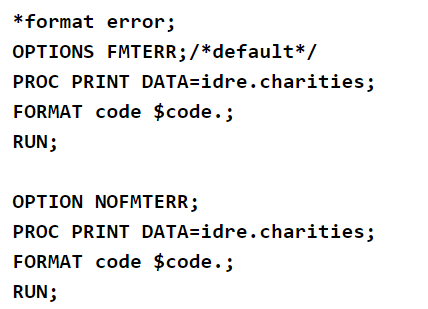 *format error;
OPTIONS FMTERR;/*default*/
PROC PRINT DATA=idre.charities;
FORMAT code $code.;
RUN;
OPTION NOFMTERR;
PROC PRINT DATA=idre.charities;
FORMAT code $code.;
RUN;